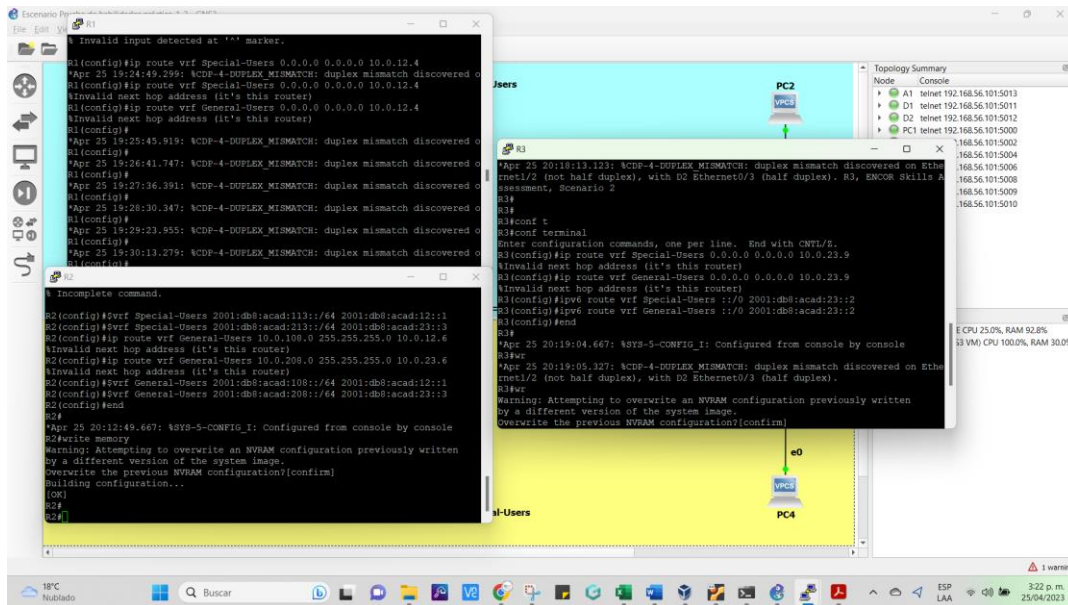 Escenario Prueba de habilidades práctica 1-2 - GNS3
File Edit
R1
% Invalid input detected at '^' marker.
R1(config)#ip route vrf Special-Users 0.0.0.0 0.0.0.0 10.0.12.4
*Apr 25 19:24:49.299: %CDP-4-DUPLEX_MISMATCH: duplex mismatch discovered o
R1(config)#ip route vrf Special-Users 0.0.0.0 0.0.0.0 10.0.12.4
%Invalid next hop address (it's this router)
R1(config)#ip route vrf General-Users 0.0.0.0 0.0.0.0 10.0.12.4
%Invalid next hop address (it's this router)
R1(config)#
*Apr 25 19:25:45.919: %CDP-4-DUPLEX_MISMATCH: duplex mismatch discovered o
R1(config)#
*Apr 25 19:26:41.747: %CDP-4-DUPLEX_MISMATCH: duplex mismatch discovered o
R1(config)#
*Apr 25 19:27:36.391: %CDP-4-DUPLEX_MISMATCH: duplex mismatch discovered o
R1(config)#
*Apr 25 19:28:30.347: %CDP-4-DUPLEX_MISMATCH: duplex mismatch discovered o
R1(config)#
*Apr 25 19:29:23.955: %CDP-4-DUPLEX_MISMATCH: duplex mismatch discovered o
R1(config)#
*Apr 25 19:30:13.279: %CDP-4-DUPLEX_MISMATCH: duplex mismatch discovered o
R1(config)#
R2
% Incomplete command.
R2(config)#$vrf Special-Users 2001:db8:acad:113::/64 2001:db8:acad:12::1
R2(config)#$vrf Special-Users 2001:db8:acad:213::/64 2001:db8:acad:23::3
R2(config)#ip route vrf General-Users 10.0.108.0 255.255.255.0 10.0.12.6
%Invalid next hop address (it's this router)
R2(config)#ip route vrf General-Users 10.0.208.0 255.255.255.0 10.0.23.6
%Invalid next hop address (it's this router)
R2(config)#$vrf General-Users 2001:db8:acad:108::/64 2001:db8:acad:12::1
R2(config)#$vrf General-Users 2001:db8:acad:208::/64 2001:db8:acad:23::3
R2(config)#end
R2#
*Apr 25 20:12:49.667: %SYS-5-CONFIG_I: Configured from console by console
R2#write memory
Warning: Attempting to overwrite an NVRAM configuration previously written
by a different version of the system image.
Overwrite the previous NVRAM configuration?[confirm]
Building configuration...
[OK]
R2#
R2#
Users
PC2
VPCS
R3
*Apr 25 20:18:13.123: %CDP-4-DUPLEX_MISMATCH: duplex mismatch discovered on Ethe
rnet1/2 (not half duplex), with D2 Ethernet0/3 (half duplex). R3, ENCOR Skills A
ssessment, Scenario 2
R3#
R3#
R3#conf t
R3#conf terminal
Enter configuration commands, one per line. End with CNTL/Z.
R3(config)#ip route vrf Special-Users 0.0.0.0 0.0.0.0 10.0.23.9
%Invalid next hop address (it's this router)
R3(config)#ip route vrf General-Users 0.0.0.0 0.0.0.0 10.0.23.9
%Invalid next hop address (it's this router)
R3(config)#ipv6 route vrf Special-Users ::/0 2001:db8:23::2
R3(config)#ipv6 route vrf General-Users ::/0 2001:db8:23::2
R3(config)#end
R3#
*Apr 25 20:19:04.667: %SYS-5-CONFIG_I: Configured from console by console
R3#wr
*Apr 25 20:19:05.327: %CDP-4-DUPLEX_MISMATCH: duplex mismatch discovered on Ethe
rnet1/2 (not half duplex), with D2 Ethernet0/3 (half duplex).
R3#wr
Warning: Attempting to overwrite an NVRAM configuration previously written
by a different version of the system image.
Overwrite the previous NVRAM configuration?[confirm]
e0
VPCS
PC4
al-Users
Topology Summary
Node Console
A1 telnet 192.168.56.101:5013
D1 telnet 192.168.56.101:5011
D2 telnet 192.168.56.101:5012
PC1 telnet 192.168.56.101:5000
.168.56.101:5002
.168.56.101:5004
.168.56.101:5006
.168.56.101:5008
.168.56.101:5009
.168.56.101:5010
E CPU 25.0%, RAM 92.8%
S3 VM) CPU 100.0%, RAM 30.0%
1 warnin
18°C
Nublado
Buscar
ESP
LAA
3:22 p. m.
25/04/2023